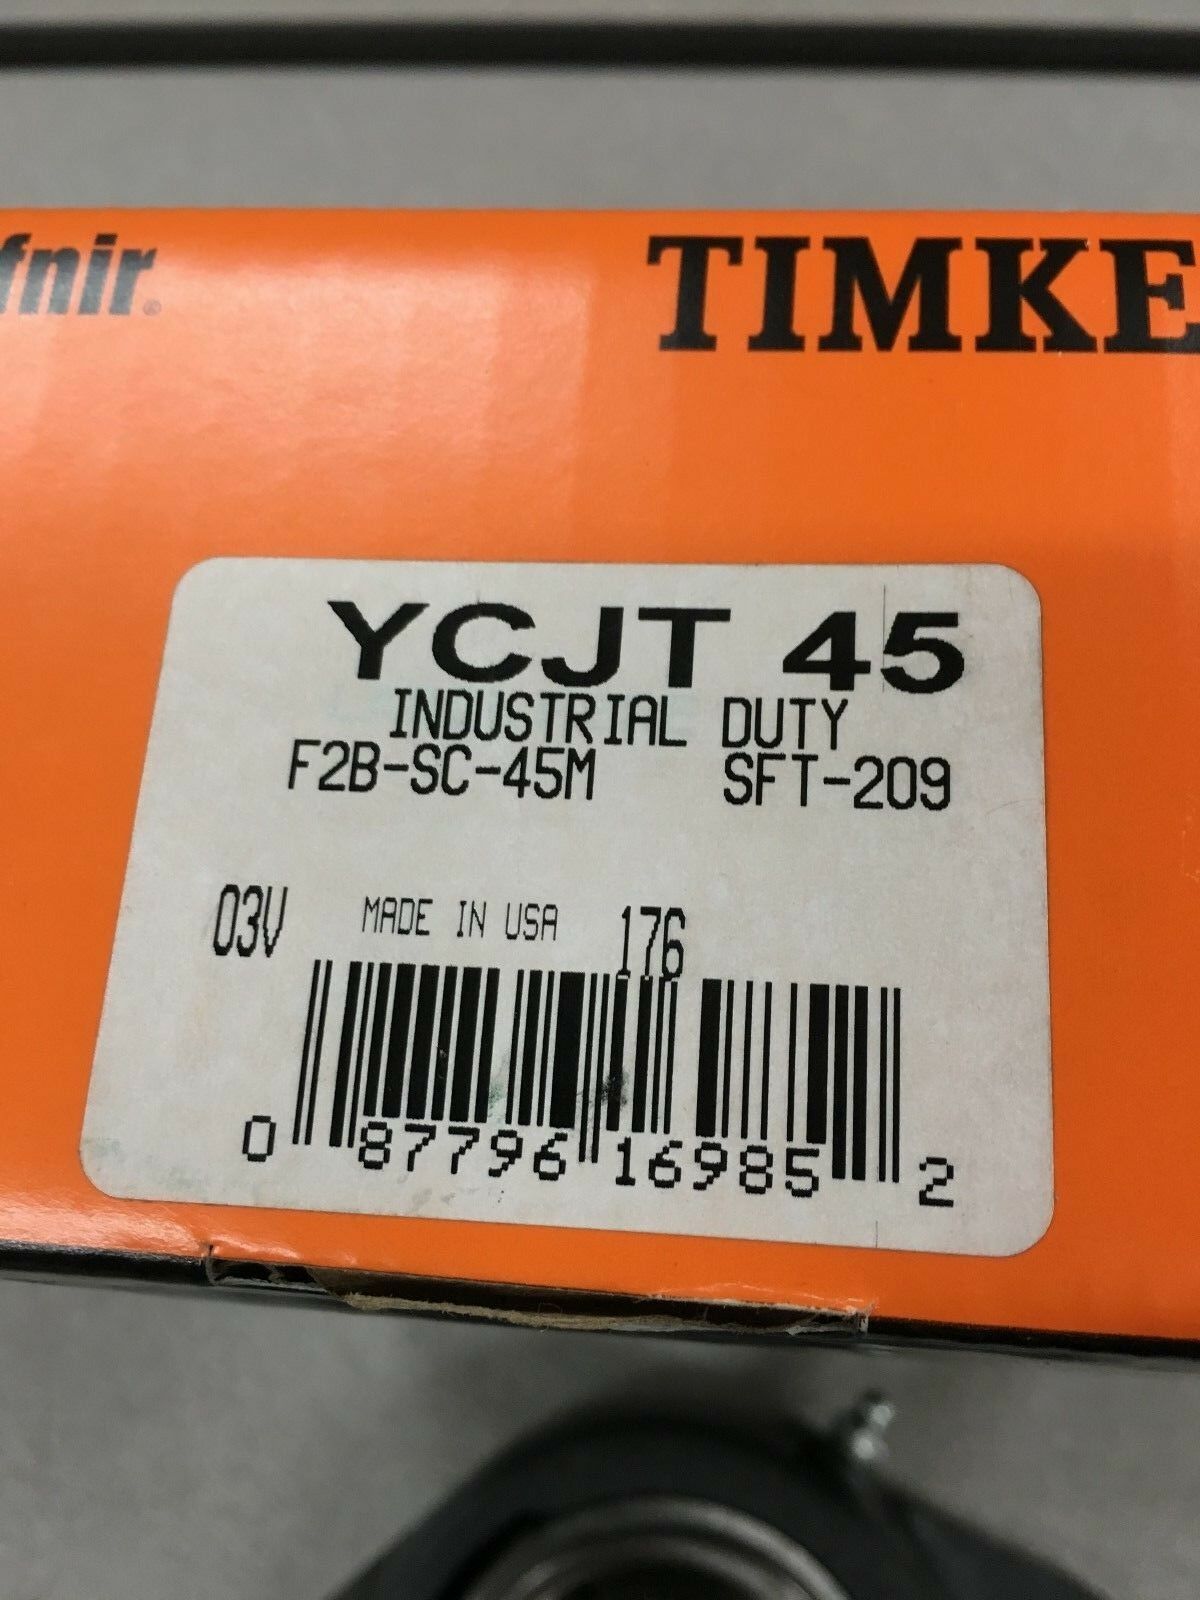 fnir®
TIMKE
YCJT 45
INDUSTRIAL DUTY
F2B-SC-45M SFT-209
03V MADE IN USA 176
0 87796 16985 2